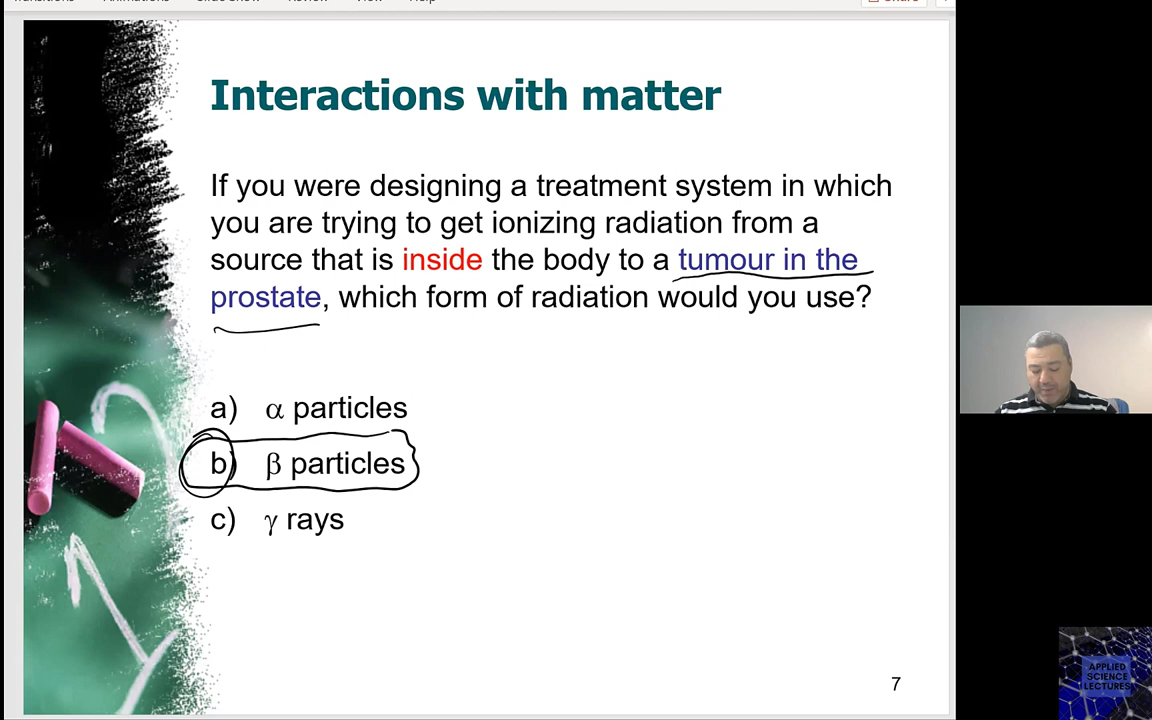 Share
Interactions with matter
If you were designing a treatment system in which
you are trying to get ionizing radiation from a
source that is inside the body to a tumour in the
prostate, which form of radiation would you use?
a) α particles
b) β particles
c) γ rays
7
APPLIED
SCIENCE
LECTURES